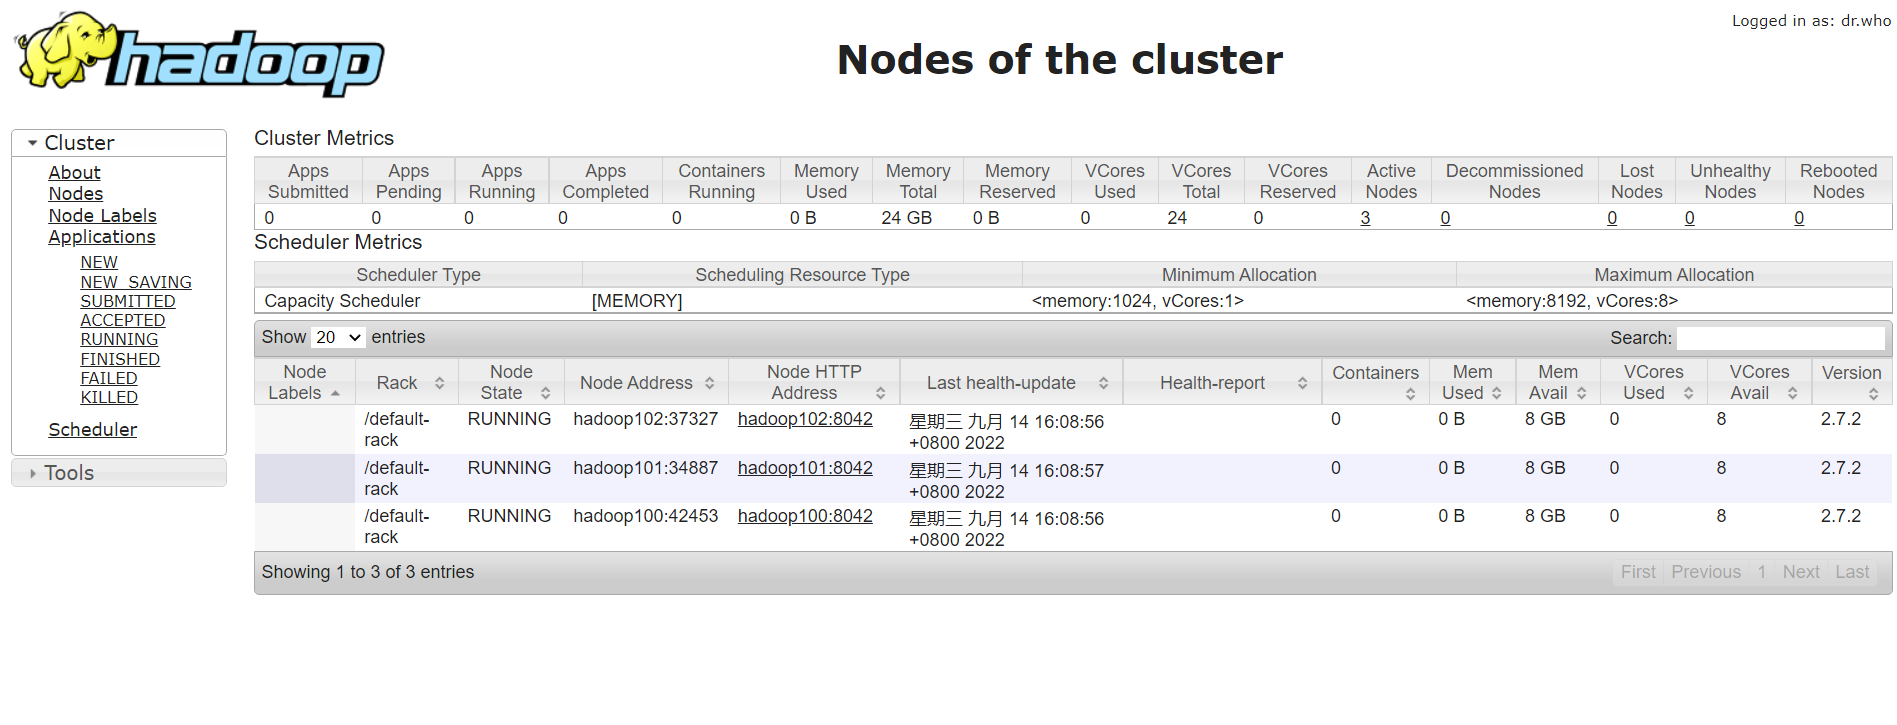 hadoop
Logged in as: dr.who
Nodes of the cluster
Cluster
About
Nodes
Node Labels
Applications
NEW
NEW_SAVING
SUBMITTED
ACCEPTED
RUNNING
FINISHED
FAILED
KILLED
Scheduler
Tools
Cluster Metrics
Apps Submitted Apps Pending Apps Running Apps Completed Containers Running Memory Used Memory Total Memory Reserved VCores Used VCores Total VCores Reserved Active Nodes Decommissioned Nodes Lost Nodes Unhealthy Nodes Rebooted Nodes
0 0 0 0 0 0 B 24 GB 0 B 0 24 0 3 0 0 0 0
Scheduler Metrics
Scheduler Type Scheduling Resource Type Minimum Allocation Maximum Allocation
Capacity Scheduler [MEMORY] <memory:1024, vCores:1> <memory:8192, vCores:8>
Show 20 entries Search:
Node Labels Rack Node State Node Address Node HTTP Address Last health-update Health-report Containers Mem Used Mem Avail VCores Used VCores Avail Version
/default-rack RUNNING hadoop102:37327 hadoop102:8042 星期三 九月 14 16:08:56 +0800 2022 0 0 B 8 GB 0 8 2.7.2
/default-rack RUNNING hadoop101:34887 hadoop101:8042 星期三 九月 14 16:08:57 +0800 2022 0 0 B 8 GB 0 8 2.7.2
/default-rack RUNNING hadoop100:42453 hadoop100:8042 星期三 九月 14 16:08:56 +0800 2022 0 0 B 8 GB 0 8 2.7.2
Showing 1 to 3 of 3 entries First Previous 1 Next Last